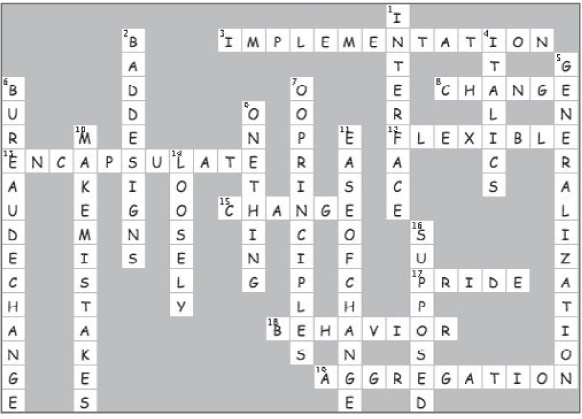 1 INTERFACE
2 BADDESIGNS
3 IMPLEMENTATION
4 ITALICS
5 GENERALIZATION
6 BUREAUDECHANGE
7 OOPRINCIPLES
8 CHANGE
9 ONETHING
10 MAKEMISTAKES
11 EASEOFCHANGE
12 FLEXIBLE
13 ENCAPSULATE
14 LOOSELY
15 CHANGE
16 SUPPOSED
17 PRIDE
18 BEHAVIOR
19 AGGREGATION